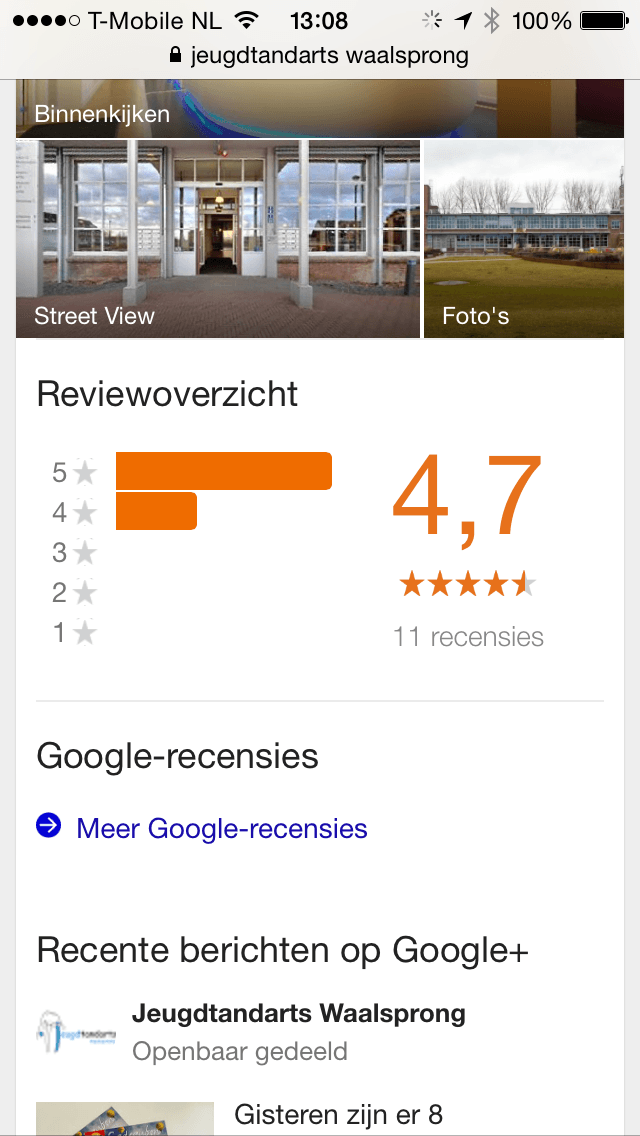 T-Mobile NL 13:08 100%
jeugdtandarts waalsprong
Binnenkijken
Street View
Foto's
Reviewoverzicht
5
4
3
2
1
4,7
11 recensies
Google-recensies
Meer Google-recensies
Recente berichten op Google+
Jeugdtandarts Waalsprong
Openbaar gedeeld
Gisteren zijn er 8